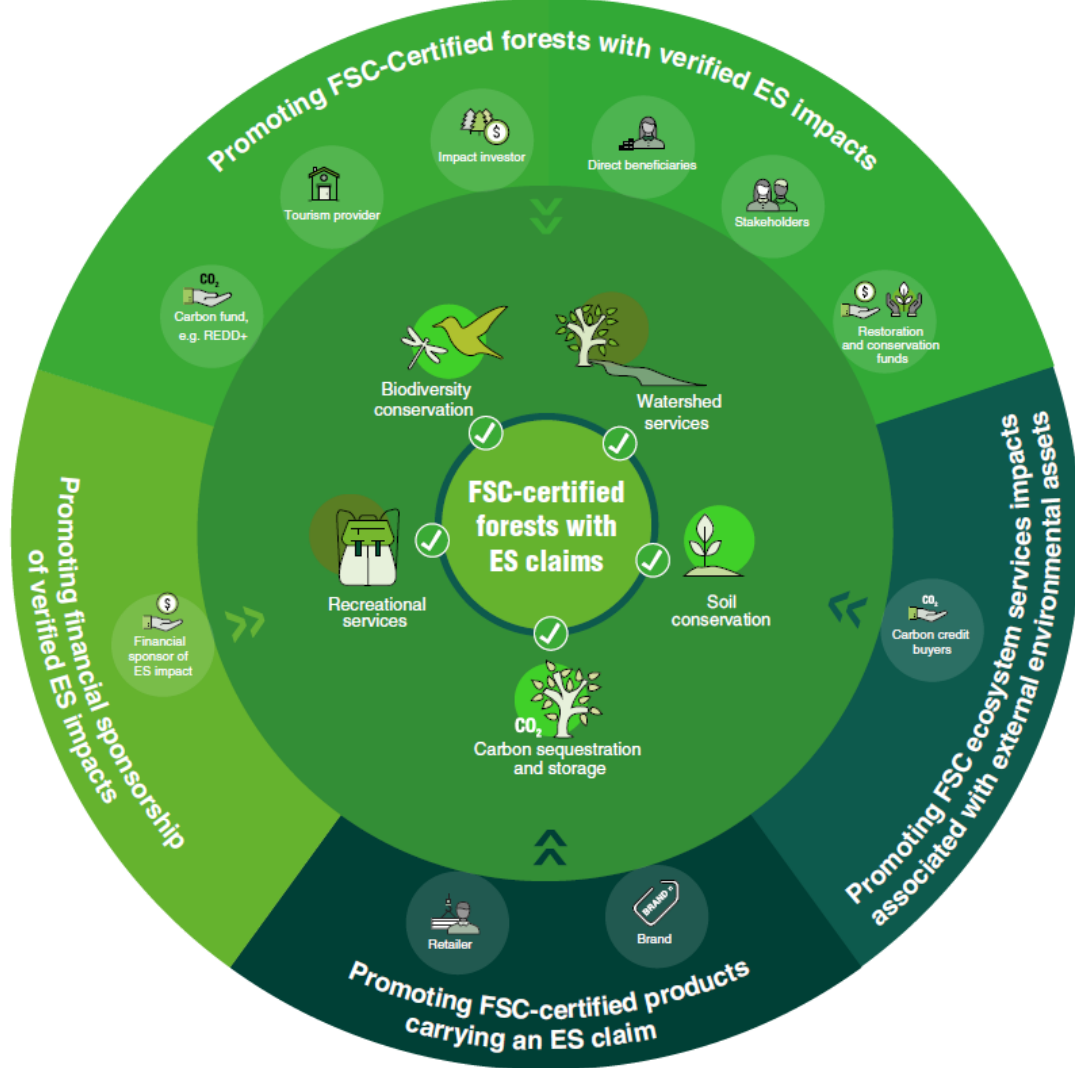 Promoting FSC-Certified forests with verified ES impacts
Impact investor
Direct beneficiaries
Tourism provider
Stakeholders
CO₂
Carbon fund,
e.g. REDD+
Restoration
and conservation
funds
Biodiversity
conservation
Watershed
services
FSC-certified
forests with
ES claims
Recreational
services
Soil
conservation
CO₂
Carbon sequestration
and storage
Promoting financial sponsorship
of verified ES impacts
$
Financial
sponsor of
ES impact
Promoting FSC ecosystem services impacts
associated with external environmental assets
CO₂
Carbon credit
buyers
Retailer
BRAND
Brand
Promoting FSC-certified products
carrying an ES claim